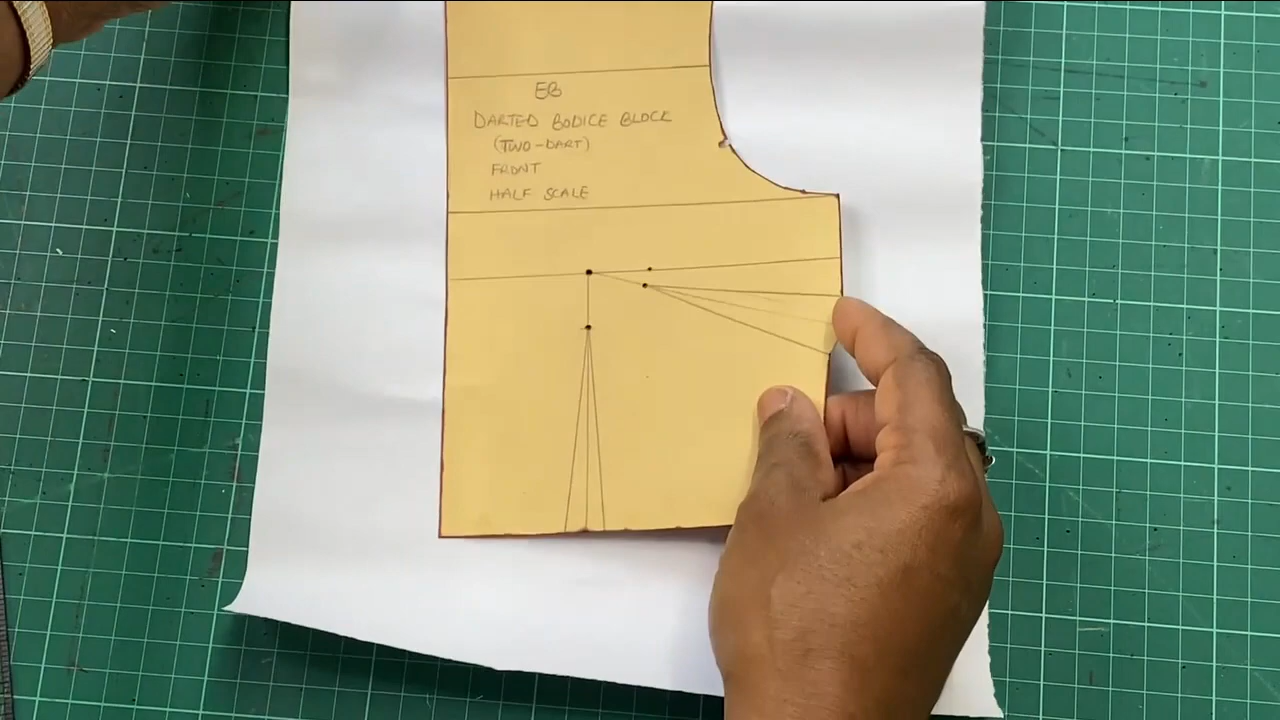 EB
DARTED BODICE BLOCK
(TWO-DART)
FRONT
HALF SCALE